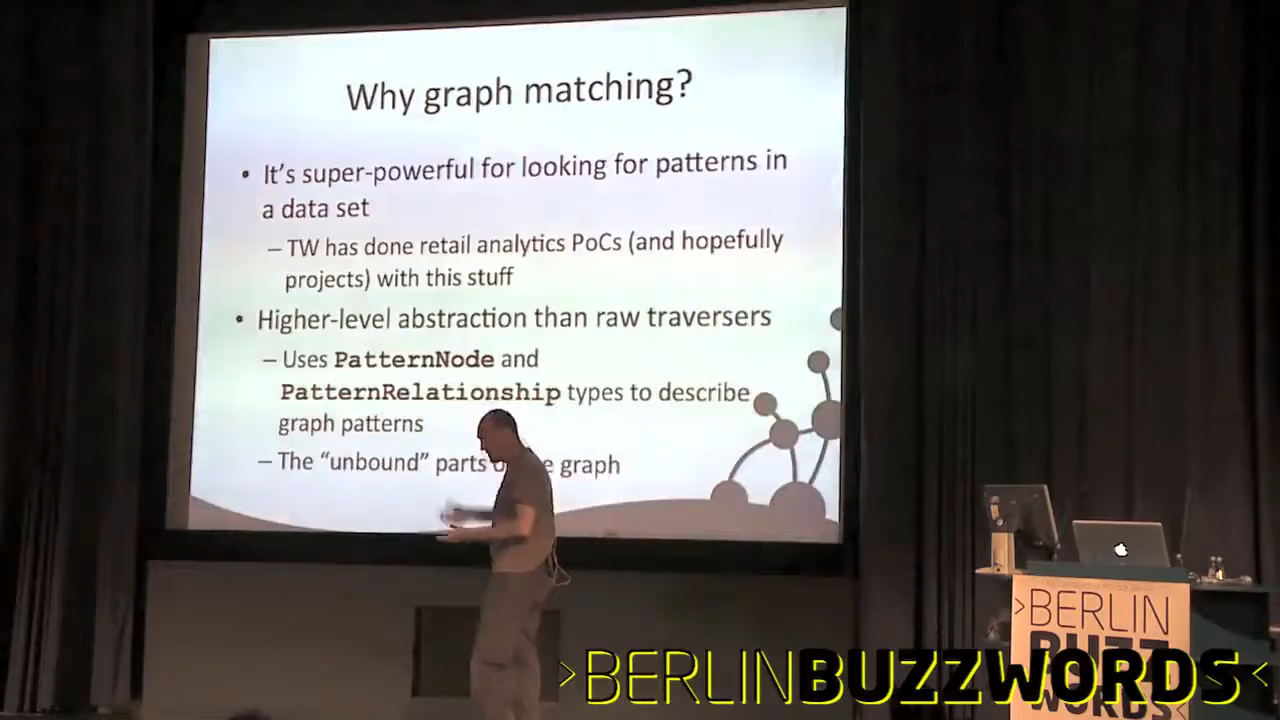 Why graph matching?
• It's super-powerful for looking for patterns in
a data set
– TW has done retail analytics PoCs (and hopefully
projects) with this stuff
• Higher-level abstraction than raw traversers
– Uses PatternNode and
PatternRelationship types to describe
graph patterns
– The “unbound” parts e graph
>BERLIN
BUZZ
WORDS<
>BERLINBUZZWORDS<